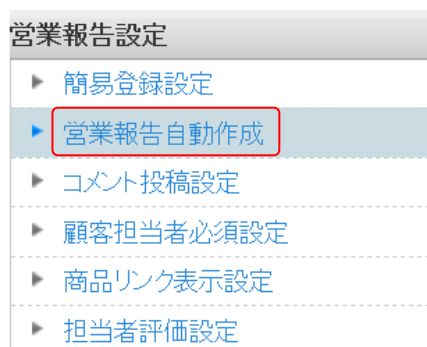 営業報告設定
簡易登録設定
営業報告自動作成
コメント投稿設定
顧客担当者必須設定
商品リンク表示設定
担当者評価設定